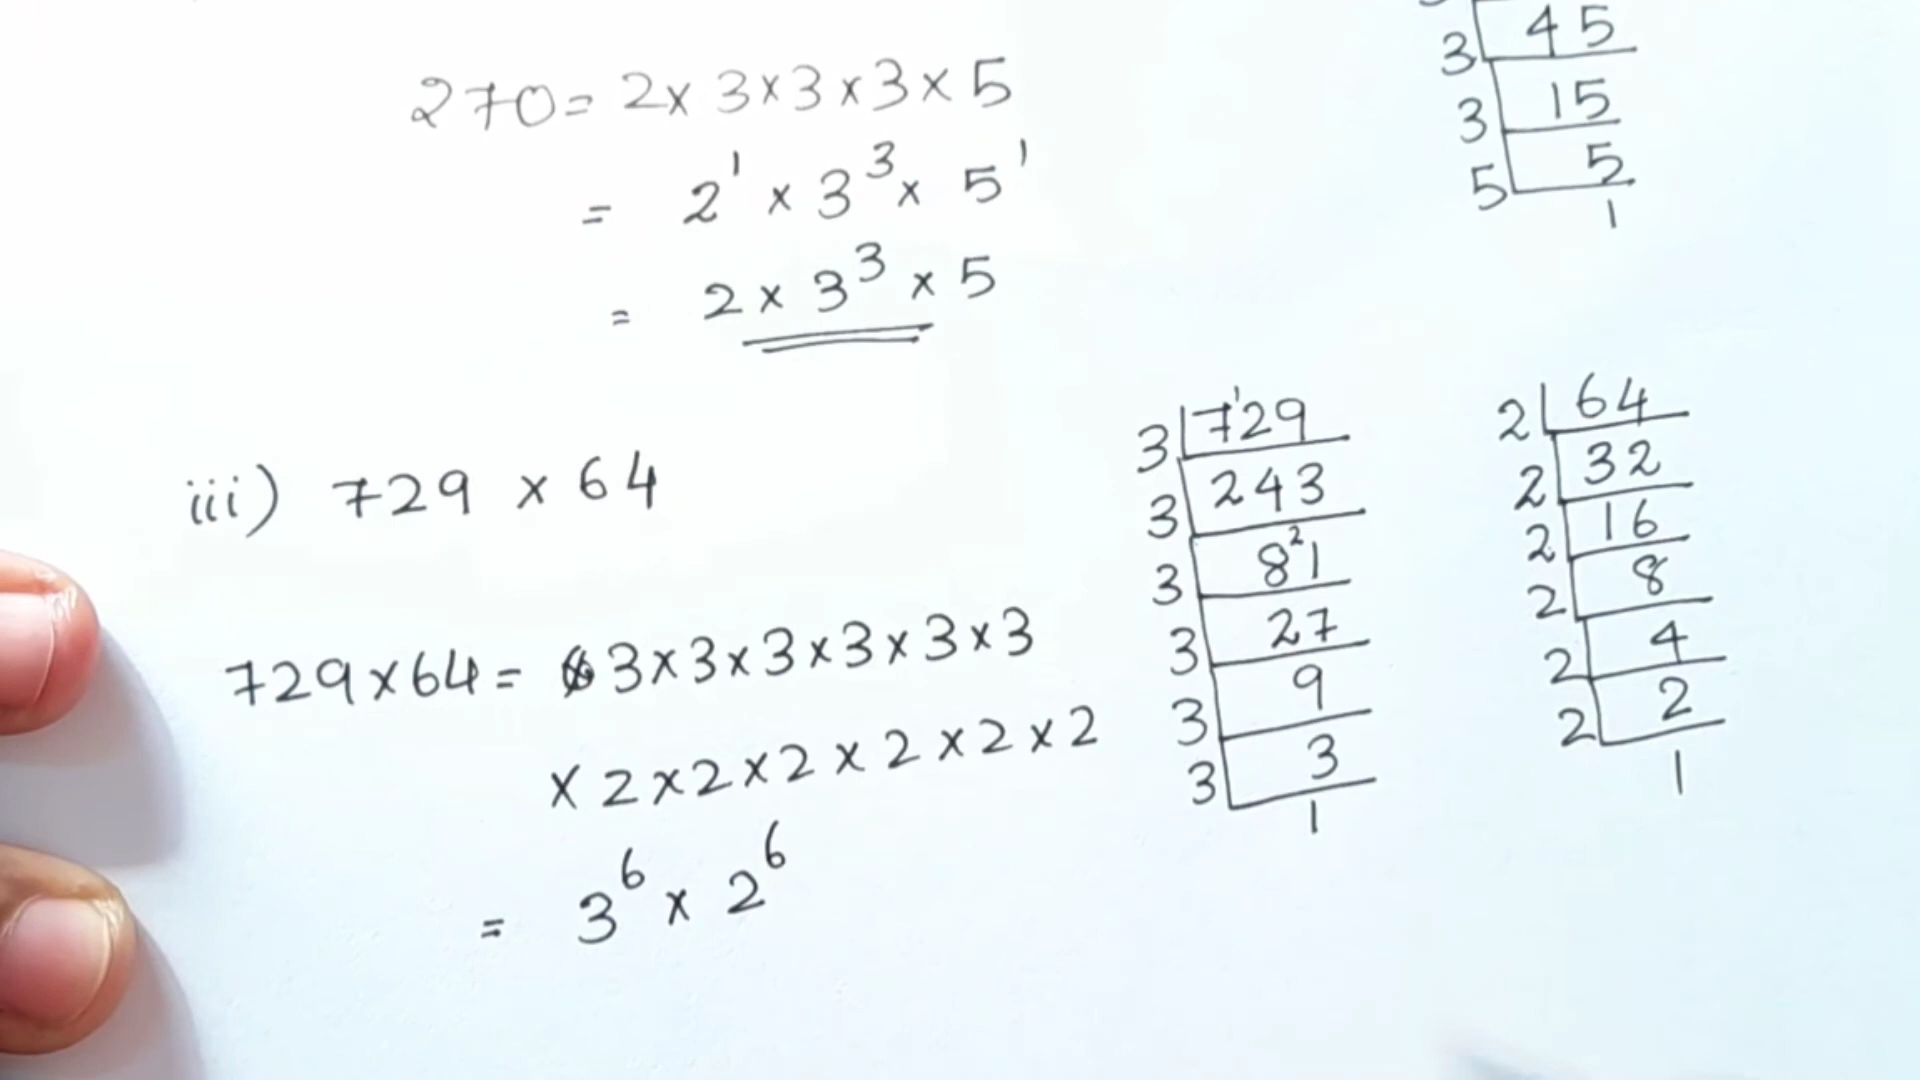 270 = 2 × 3 × 3 × 3 × 5
= 2¹ × 3³ × 5¹
= 2 × 3³ × 5
3 45
3 15
5 5
1
iii) 729 × 64
729 × 64 = 3 × 3 × 3 × 3 × 3 × 3
× 2 × 2 × 2 × 2 × 2 × 2
= 3⁶ × 2⁶
3 7¹29
3 243
3 8²1
3 27
3 9
3 3
1
2 64
2 32
2 16
2 8
2 4
2 2
1